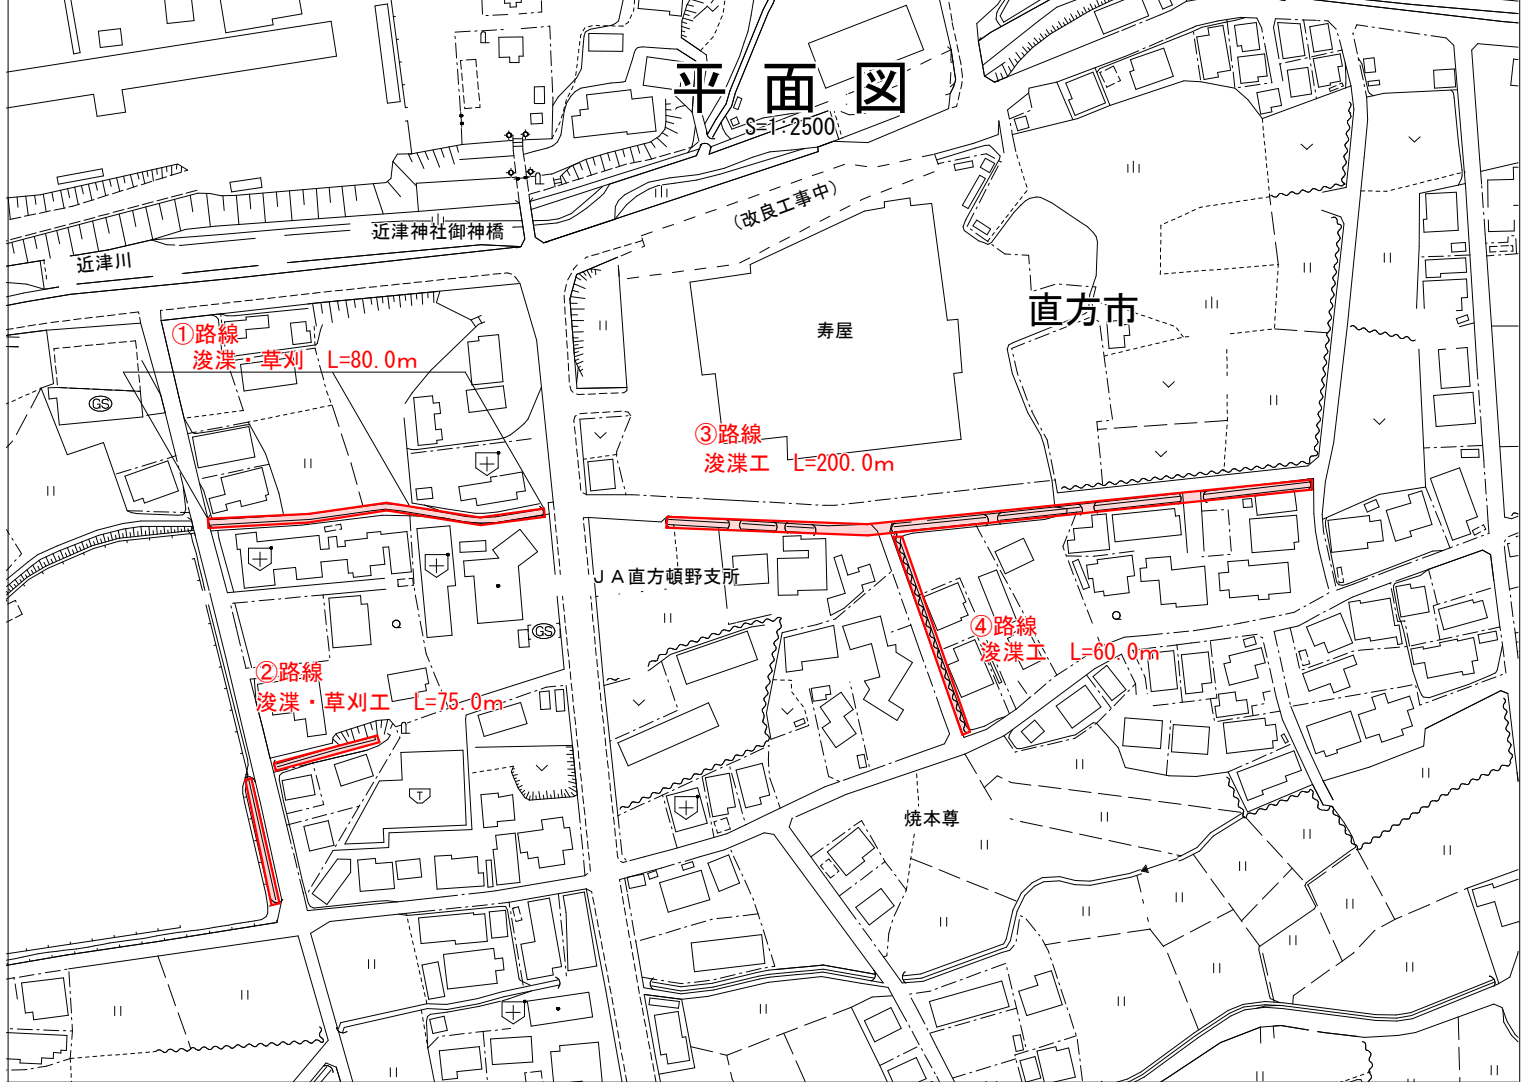 平 面 図
S=1:2500
(改良工事中)
近津神社御神橋
近津川
直方市
寿屋
①路線
浚渫・草刈 L=80.0m
GS
③路線
浚渫工 L=200.0m
JA直方頓野支所
④路線
浚渫工 L=60.0m
GS
②路線
浚渫・草刈工 L=75.0m
T
焼本尊